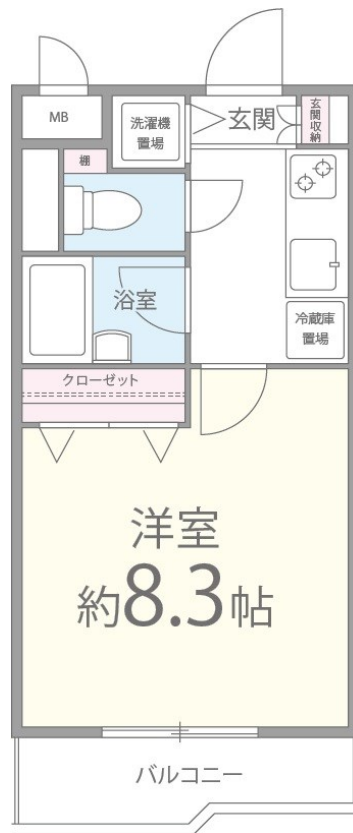 MB
洗濯機
置場
玄関
玄関収納
棚
浴室
冷蔵庫
置場
クローゼット
洋室
約8.3帖
バルコニー